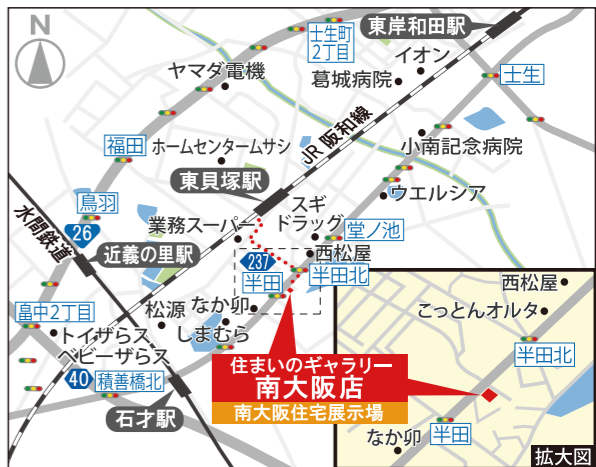 N
東岸和田駅
士生町
2丁目
イオン
ヤマダ電機
葛城病院
士生
JR 阪和線
福田
ホームセンタームサシ
小南記念病院
東貝塚駅
鳥羽
スギ
ドラッグ
ウエルシア
水間鉄道
26
業務スーパー
堂ノ池
近義の里駅
237
西松屋
半田
半田北
畠中2丁目
松源
なか卯
しまむら
トイザらス
ベビーザらス
40
積善橋北
石才駅
住まいのギャラリー
南大阪店
南大阪住宅展示場
西松屋
こっとんオルタ
半田北
半田
なか卯
拡大図